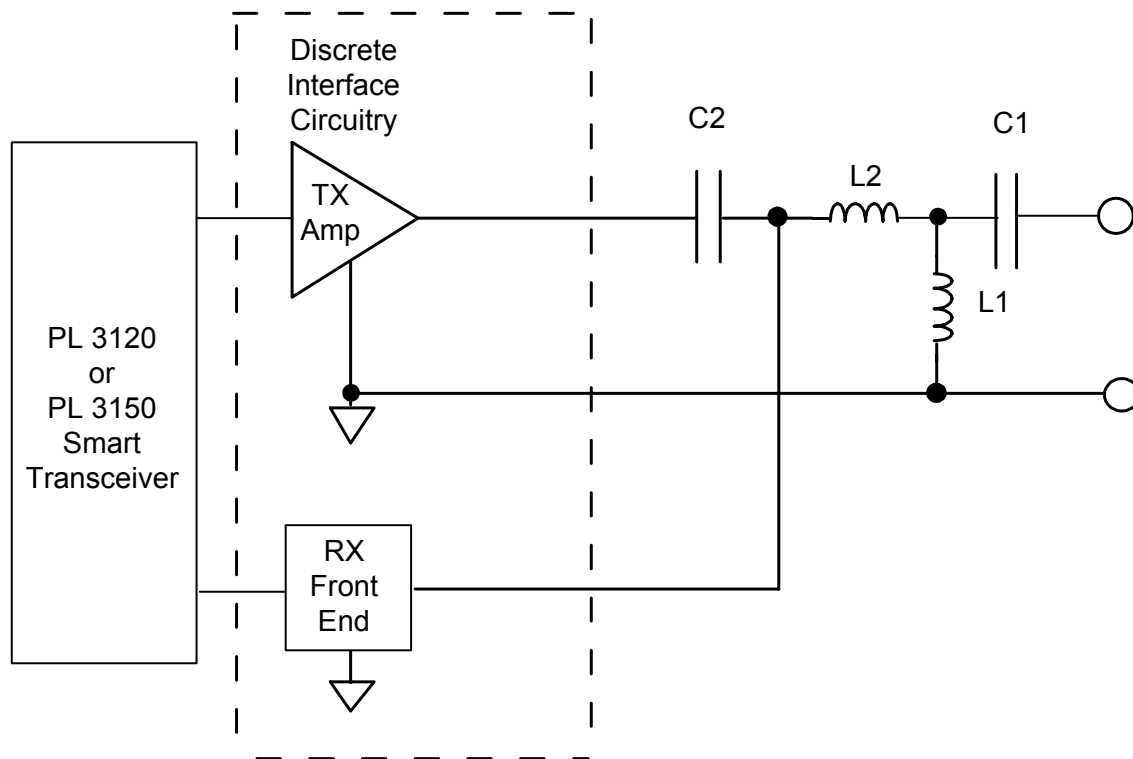 Discrete
Interface
Circuitry
C2
C1
L2
TX
Amp
L1
PL 3120
or
PL 3150
Smart
Transceiver
RX
Front
End